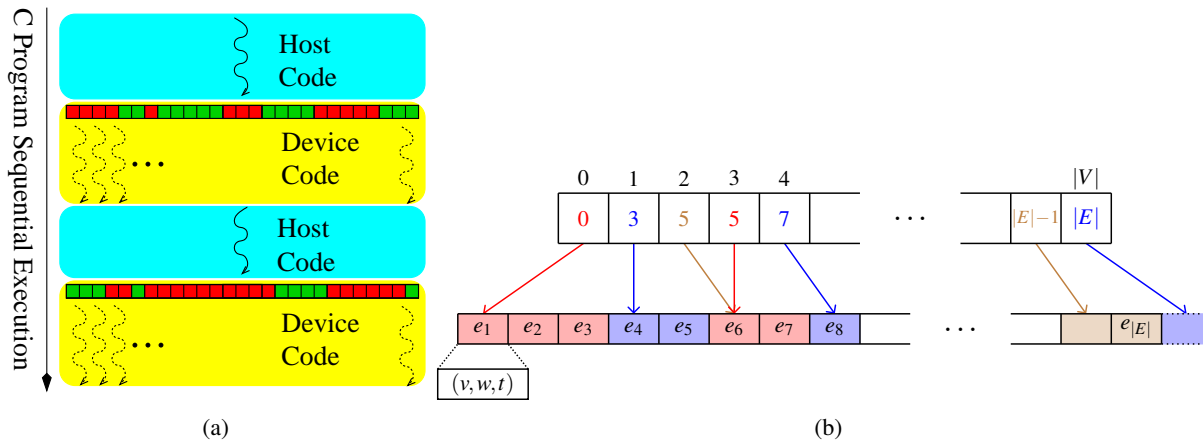 C Program Sequential Execution
Host
Code
Device
Code
Host
Code
Device
Code
(a)
0 1 2 3 4 |V|
0 3 5 5 7 ... |E|−1 |E|
e1 e2 e3 e4 e5 e6 e7 e8 ... e|E|
(v,w,t)
(b)